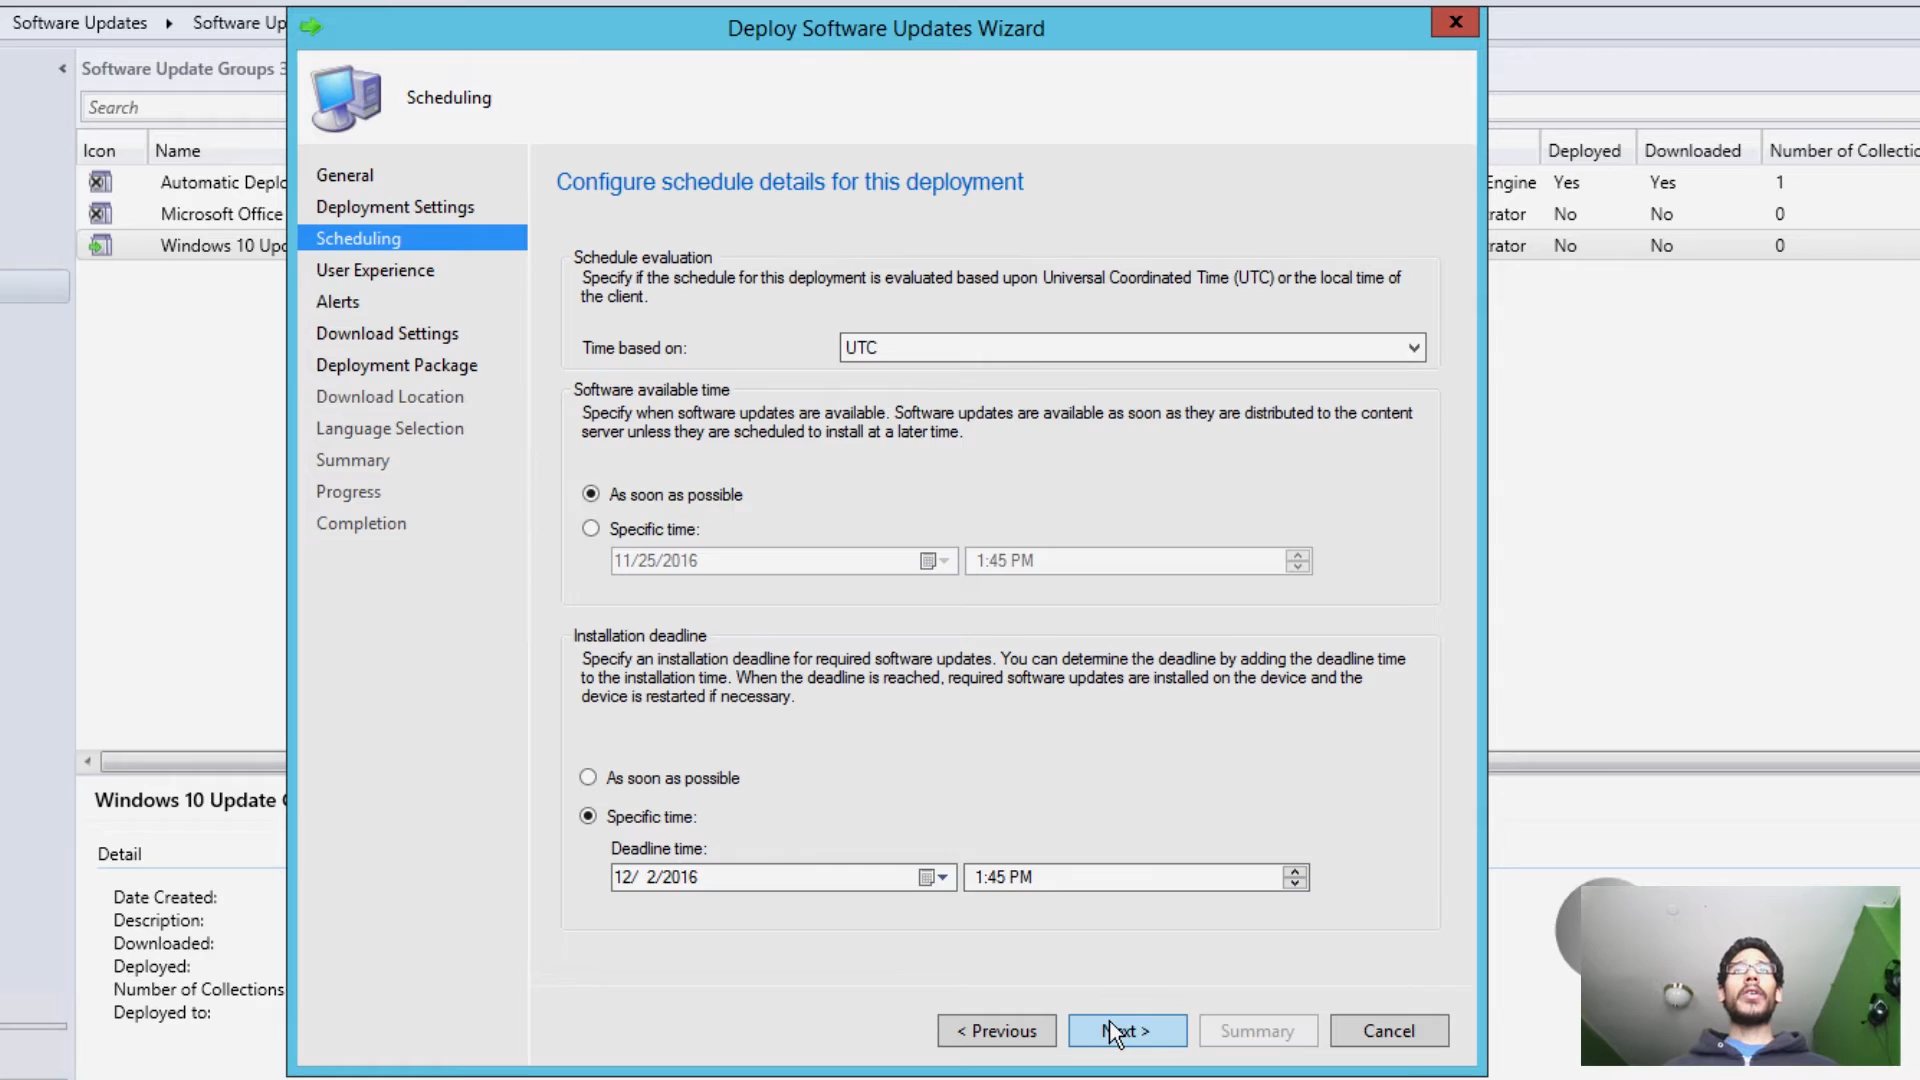 Software Updates ▸ Software Up
Deploy Software Updates Wizard
x
Software Update Groups 3
Search
Icon Name
Deployed Downloaded Number of Collectio
Automatic Deplo
Engine Yes Yes 1
Microsoft Office
rator No No 0
Windows 10 Upd
rator No No 0
Scheduling
General
Deployment Settings
Scheduling
User Experience
Alerts
Download Settings
Deployment Package
Download Location
Language Selection
Summary
Progress
Completion
Configure schedule details for this deployment
Schedule evaluation
Specify if the schedule for this deployment is evaluated based upon Universal Coordinated Time (UTC) or the local time of
the client.
Time based on: UTC
Software available time
Specify when software updates are available. Software updates are available as soon as they are distributed to the content
server unless they are scheduled to install at a later time.
As soon as possible
Specific time:
11/25/2016 1:45 PM
Installation deadline
Specify an installation deadline for required software updates. You can determine the deadline by adding the deadline time
to the installation time. When the deadline is reached, required software updates are installed on the device and the
device is restarted if necessary.
As soon as possible
Specific time:
Deadline time:
12/ 2/2016 1:45 PM
Windows 10 Update
Detail
Date Created:
Description:
Downloaded:
Deployed:
Number of Collections
Deployed to:
< Previous Next > Summary Cancel